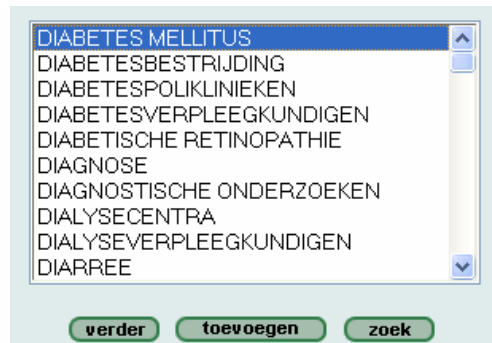 DIABETES MELLITUS
DIABETESBESTRIJDING
DIABETESPOLIKLINIEKEN
DIABETESVERPLEEGKUNDIGEN
DIABETISCHE RETINOPATHIE
DIAGNOSE
DIAGNOSTISCHE ONDERZOEKEN
DIALYSECENTRA
DIALYSEVERPLEEGKUNDIGEN
DIARREE
verder toevoegen zoek